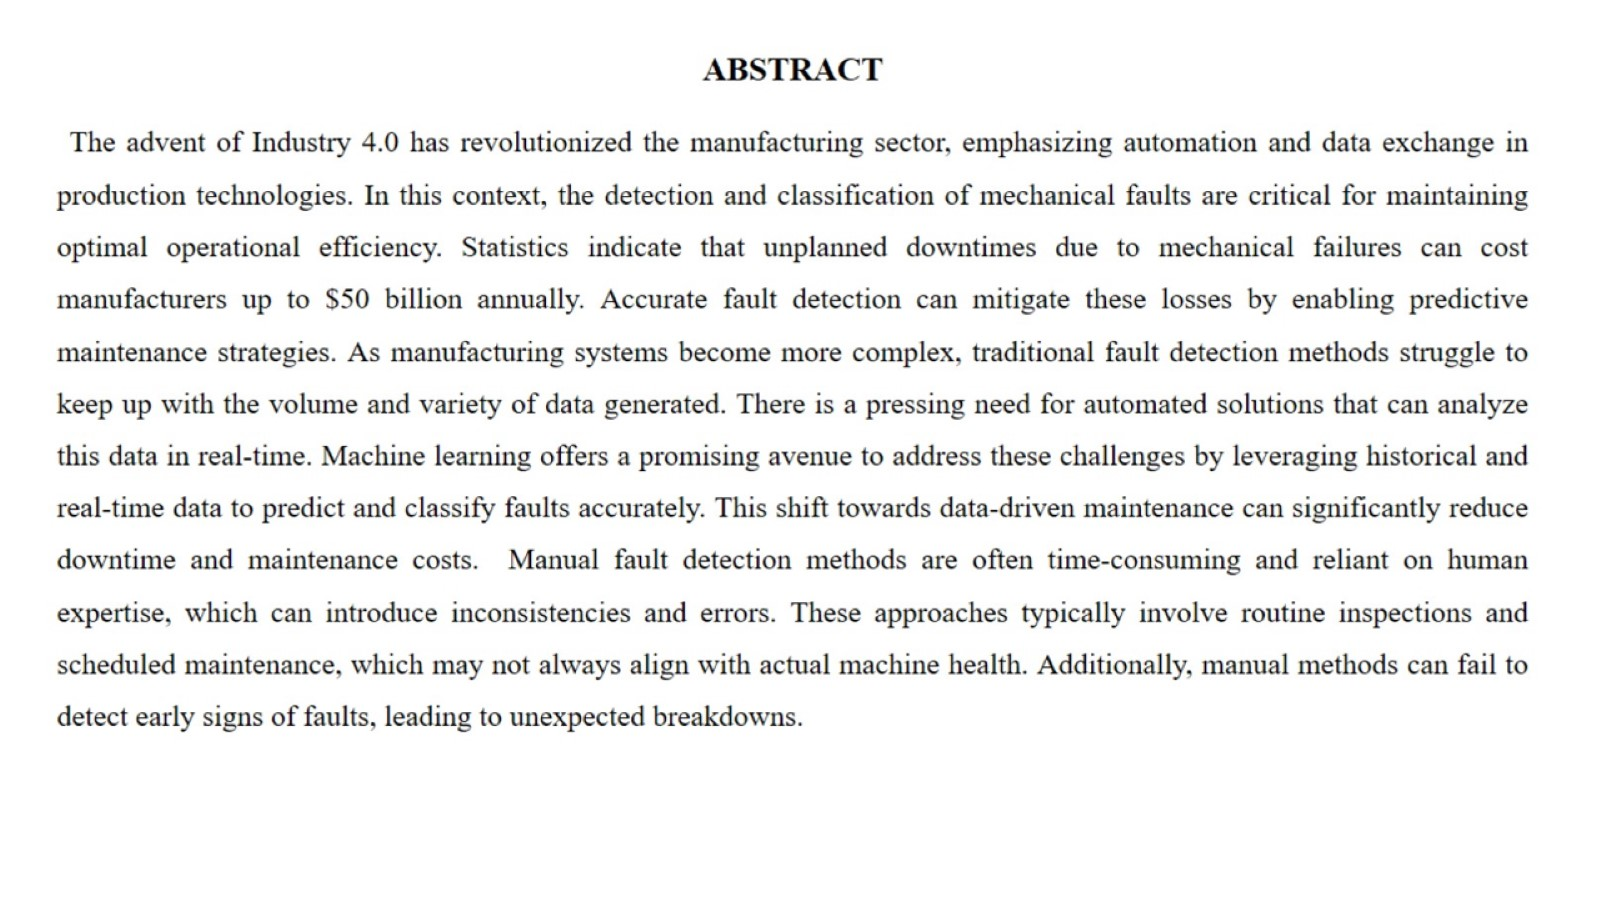 ABSTRACT
The advent of Industry 4.0 has revolutionized the manufacturing sector, emphasizing automation and data exchange in
production technologies. In this context, the detection and classification of mechanical faults are critical for maintaining
optimal operational efficiency. Statistics indicate that unplanned downtimes due to mechanical failures can cost
manufacturers up to $50 billion annually. Accurate fault detection can mitigate these losses by enabling predictive
maintenance strategies. As manufacturing systems become more complex, traditional fault detection methods struggle to
keep up with the volume and variety of data generated. There is a pressing need for automated solutions that can analyze
this data in real-time. Machine learning offers a promising avenue to address these challenges by leveraging historical and
real-time data to predict and classify faults accurately. This shift towards data-driven maintenance can significantly reduce
downtime and maintenance costs.  Manual fault detection methods are often time-consuming and reliant on human
expertise, which can introduce inconsistencies and errors. These approaches typically involve routine inspections and
scheduled maintenance, which may not always align with actual machine health. Additionally, manual methods can fail to
detect early signs of faults, leading to unexpected breakdowns.